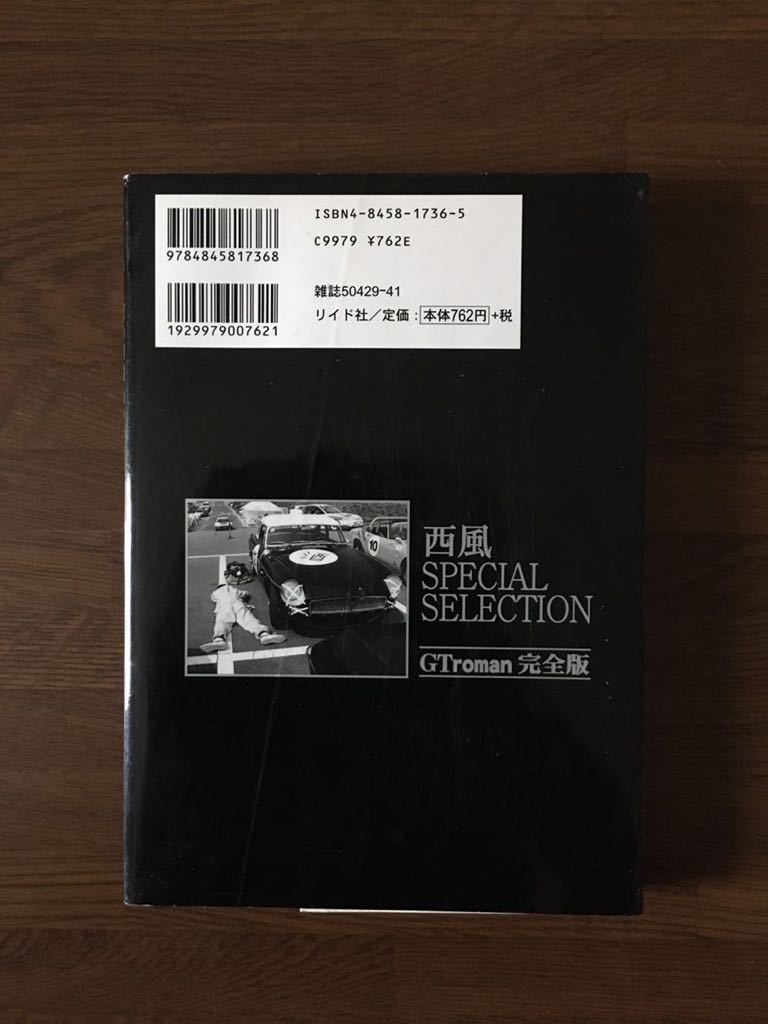 ISBN4-8458-1736-5
C9979 ¥762E
9784845817368
雑誌50429-41
リイド社／定価：本体762円+税
1929979007621
10
西風
SPECIAL
SELECTION
GTroman 完全版